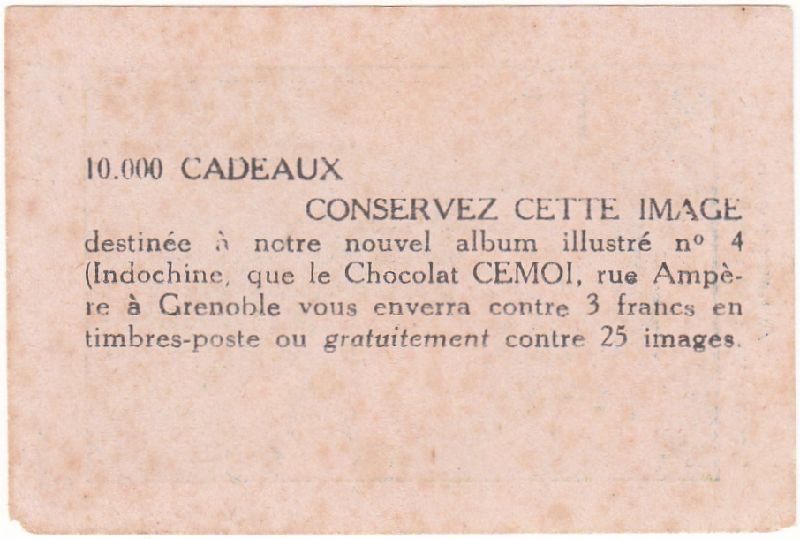 10.000 CADEAUX
CONSERVEZ CETTE IMAGE
destinée à notre nouvel album illustré nº 4
(Indochine, que le Chocolat CEMOI, rue Ampè-
re à Grenoble vous enverra contre 3 francs en
timbres-poste ou gratuitement contre 25 images.